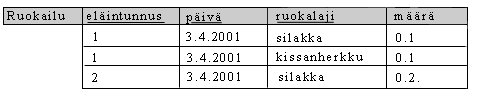 Ruokailu eläintunnus päivä ruokalaji määrä
1 3.4.2001 silakka 0.1
1 3.4.2001 kissanherkku 0.1
2 3.4.2001 silakka 0.2.